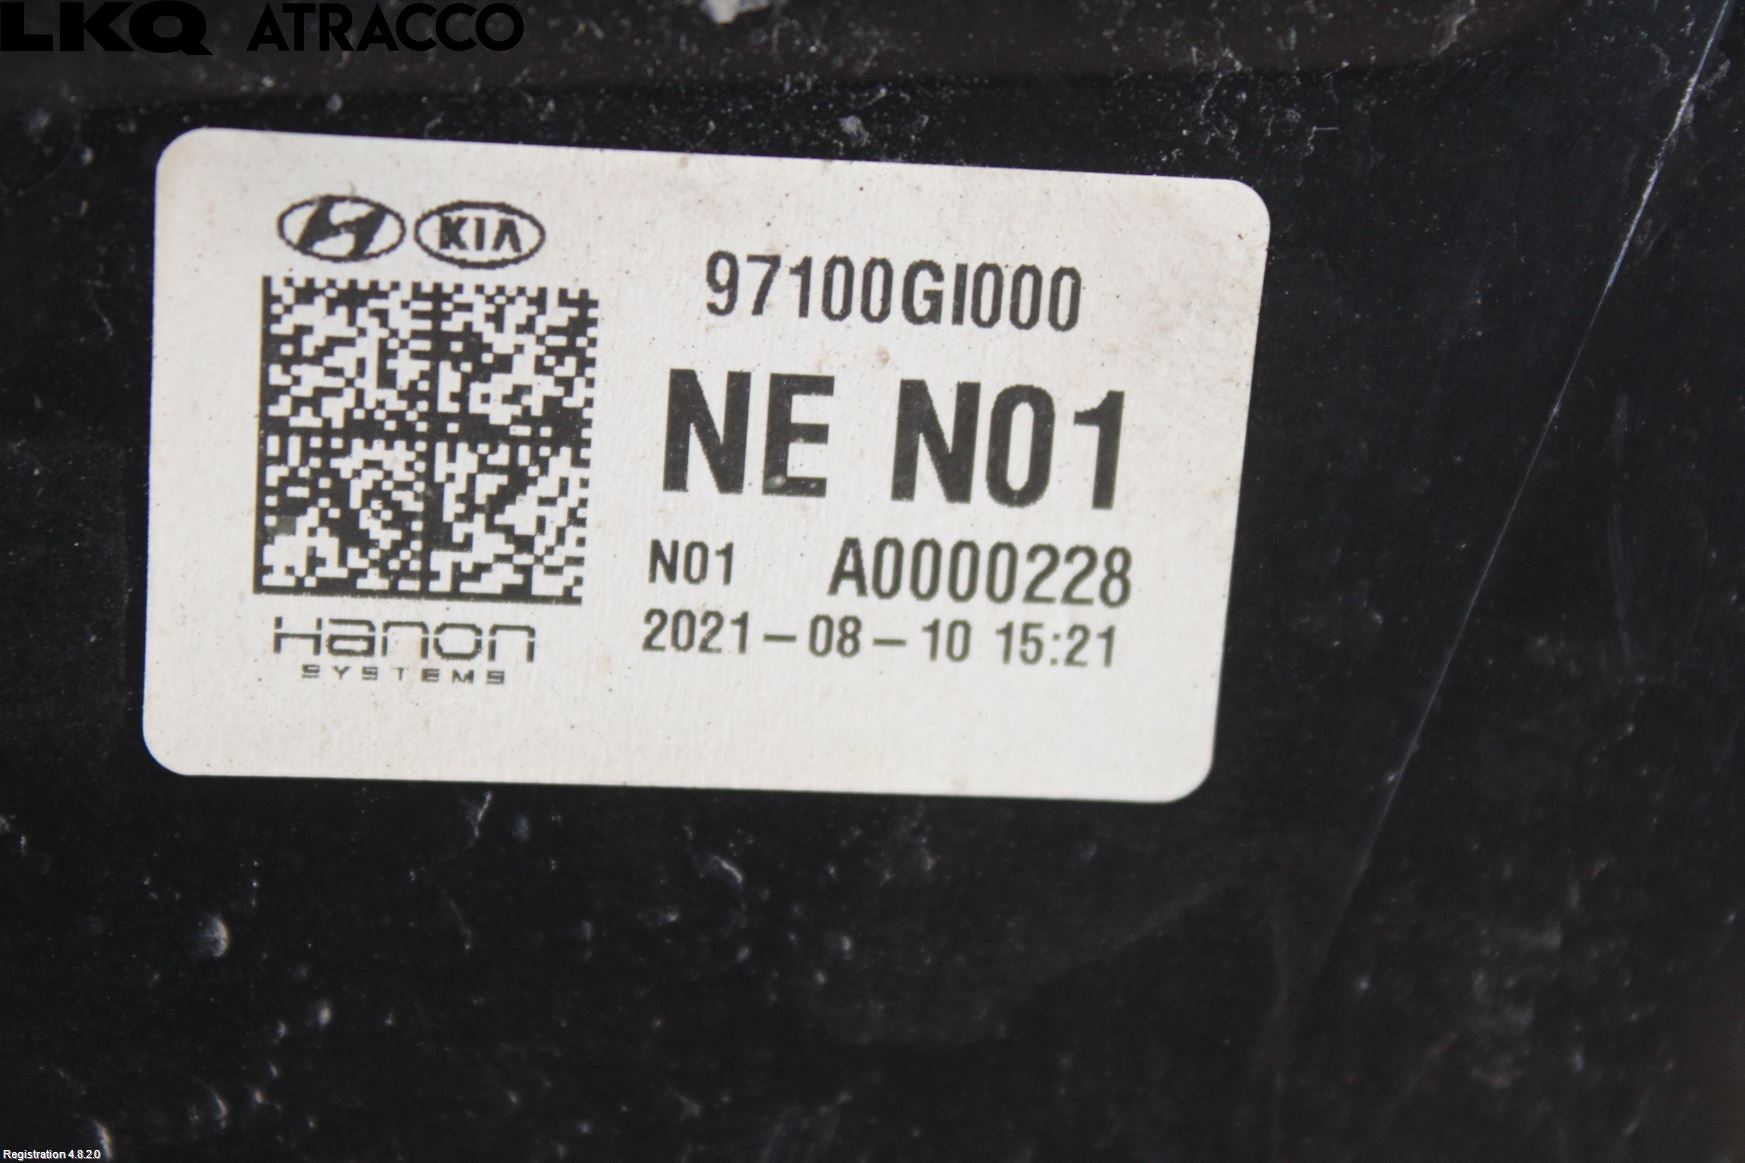 LKQ ATRACCO
KIA
97100GI000
NE N01
N01 A0000228
2021-08-10 15:21
Hanon
SYSTEMS
Registration 4.8.2.0